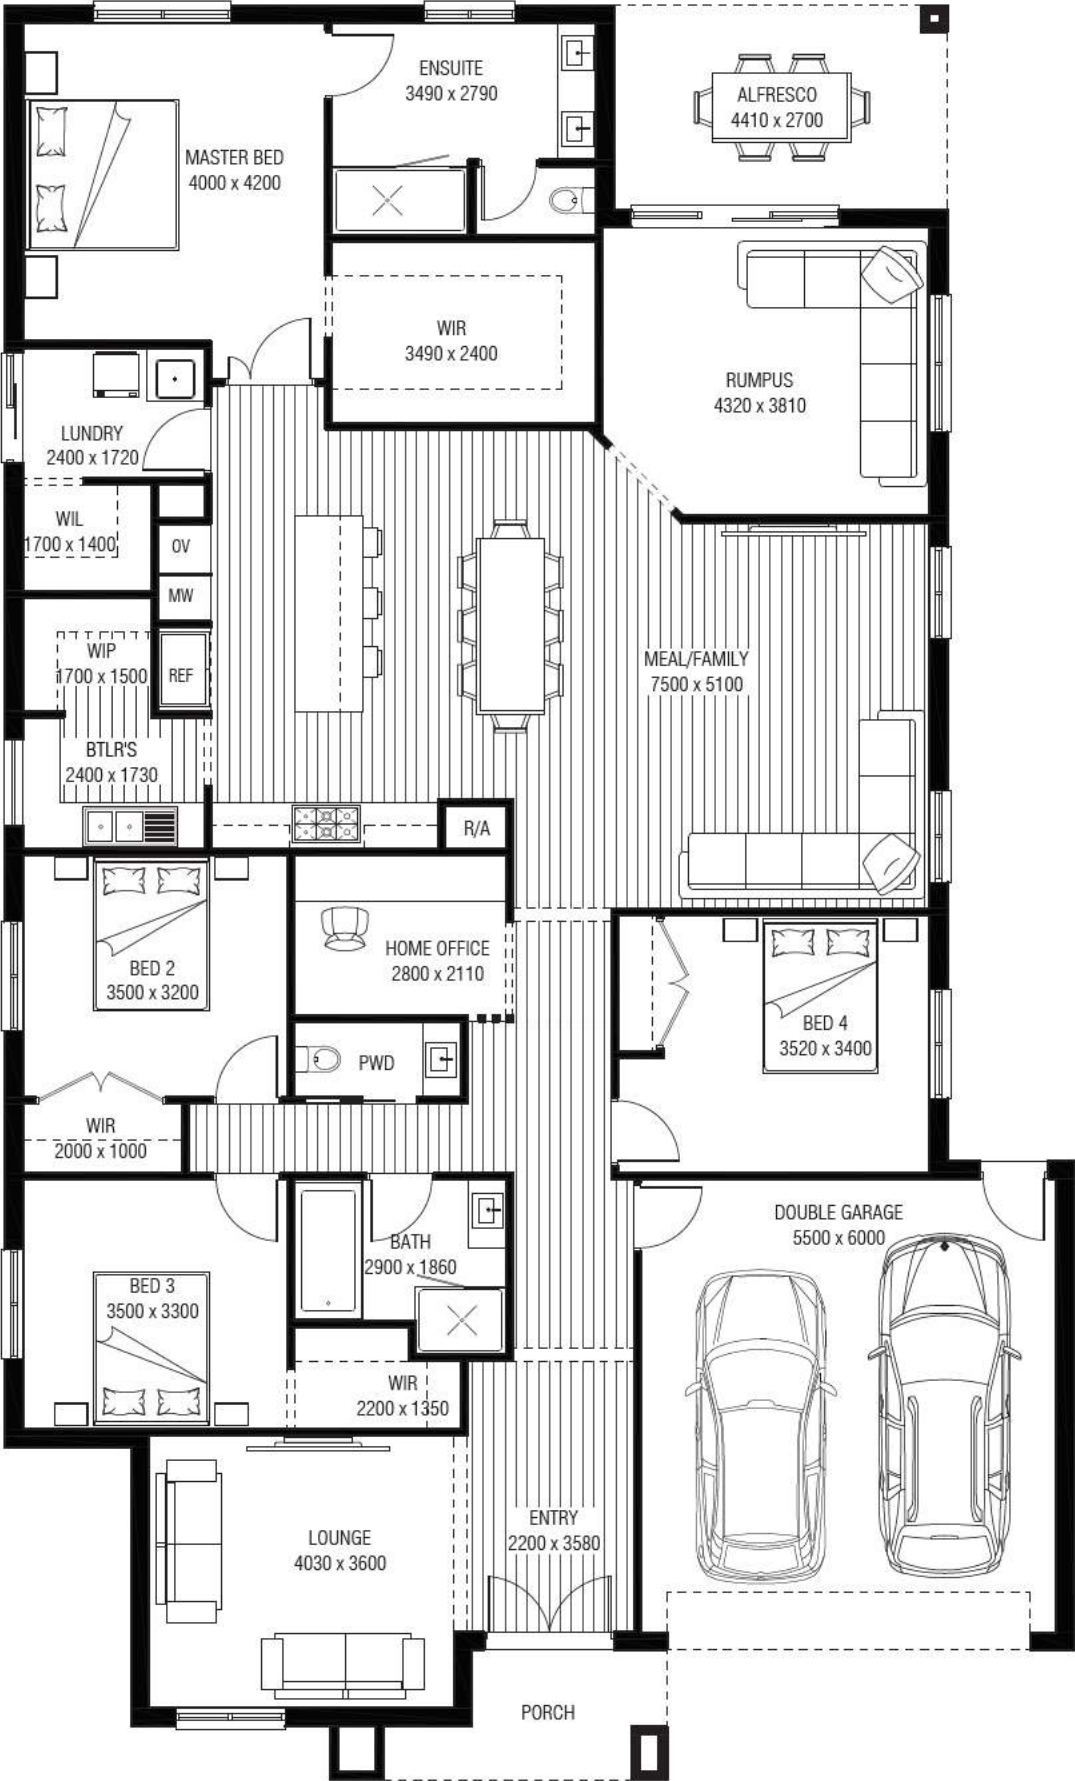 ENSUITE
3490 x 2790
ALFRESCO
4410 x 2700
MASTER BED
4000 x 4200
WIR
3490 x 2400
RUMPUS
4320 x 3810
LUNDRY
2400 x 1720
WIL
1700 x 1400
OV
MW
WIP
1700 x 1500
REF
MEAL/FAMILY
7500 x 5100
BTLR'S
2400 x 1730
R/A
HOME OFFICE
2800 x 2110
BED 2
3500 x 3200
BED 4
3520 x 3400
PWD
WIR
2000 x 1000
DOUBLE GARAGE
5500 x 6000
BATH
2900 x 1860
BED 3
3500 x 3300
WIR
2200 x 1350
ENTRY
2200 x 3580
LOUNGE
4030 x 3600
PORCH